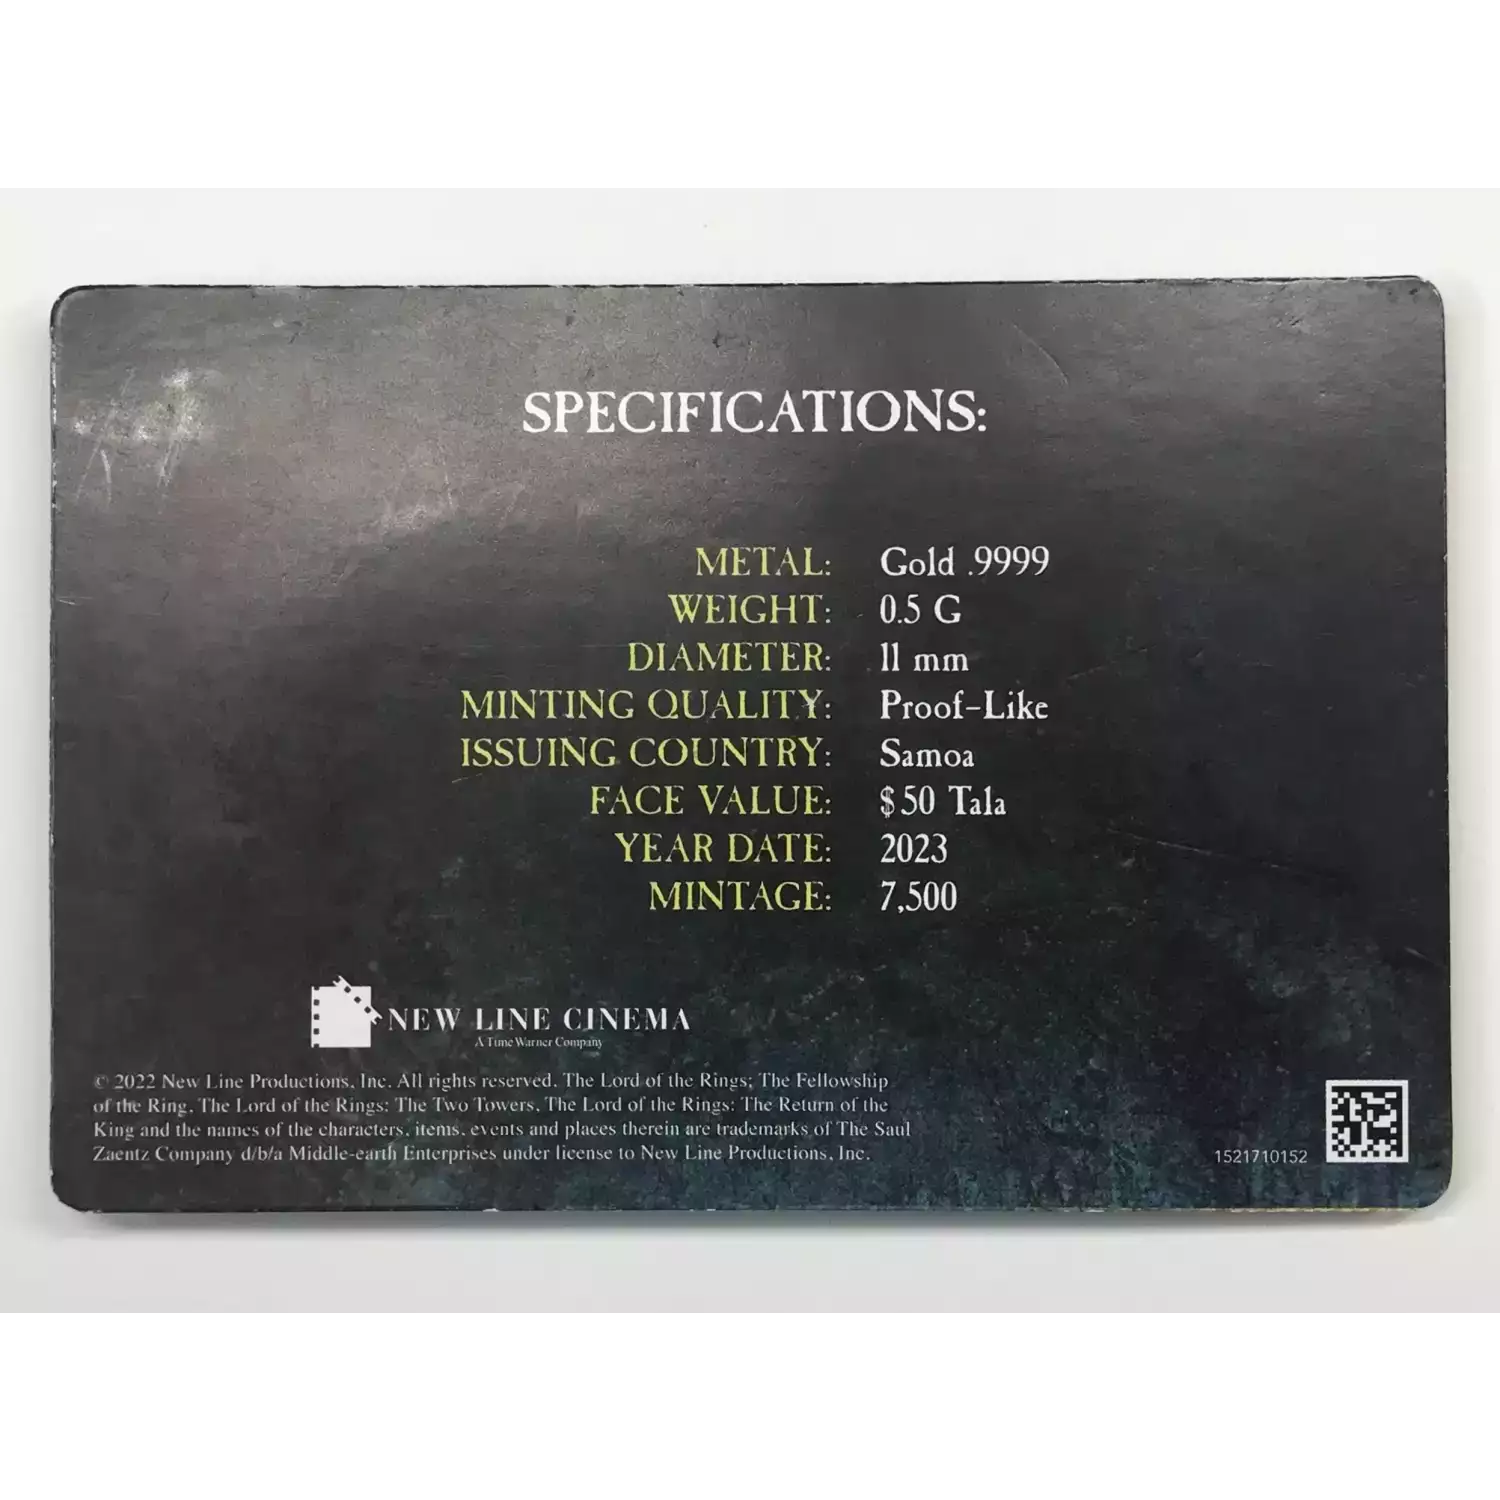 SPECIFICATIONS:
METAL: Gold .9999
WEIGHT: 0.5 G
DIAMETER: 11 mm
MINTING QUALITY: Proof-Like
ISSUING COUNTRY: Samoa
FACE VALUE: $50 Tala
YEAR DATE: 2023
MINTAGE: 7,500
NEW LINE CINEMA
A Time Warner Company
© 2022 New Line Productions, Inc. All rights reserved. The Lord of the Rings: The Fellowship
of the Ring, The Lord of the Rings: The Two Towers, The Lord of the Rings: The Return of the
King and the names of the characters, items, events and places therein are trademarks of The Saul
Zaentz Company d/b/a Middle-earth Enterprises under license to New Line Productions, Inc.
1521710152